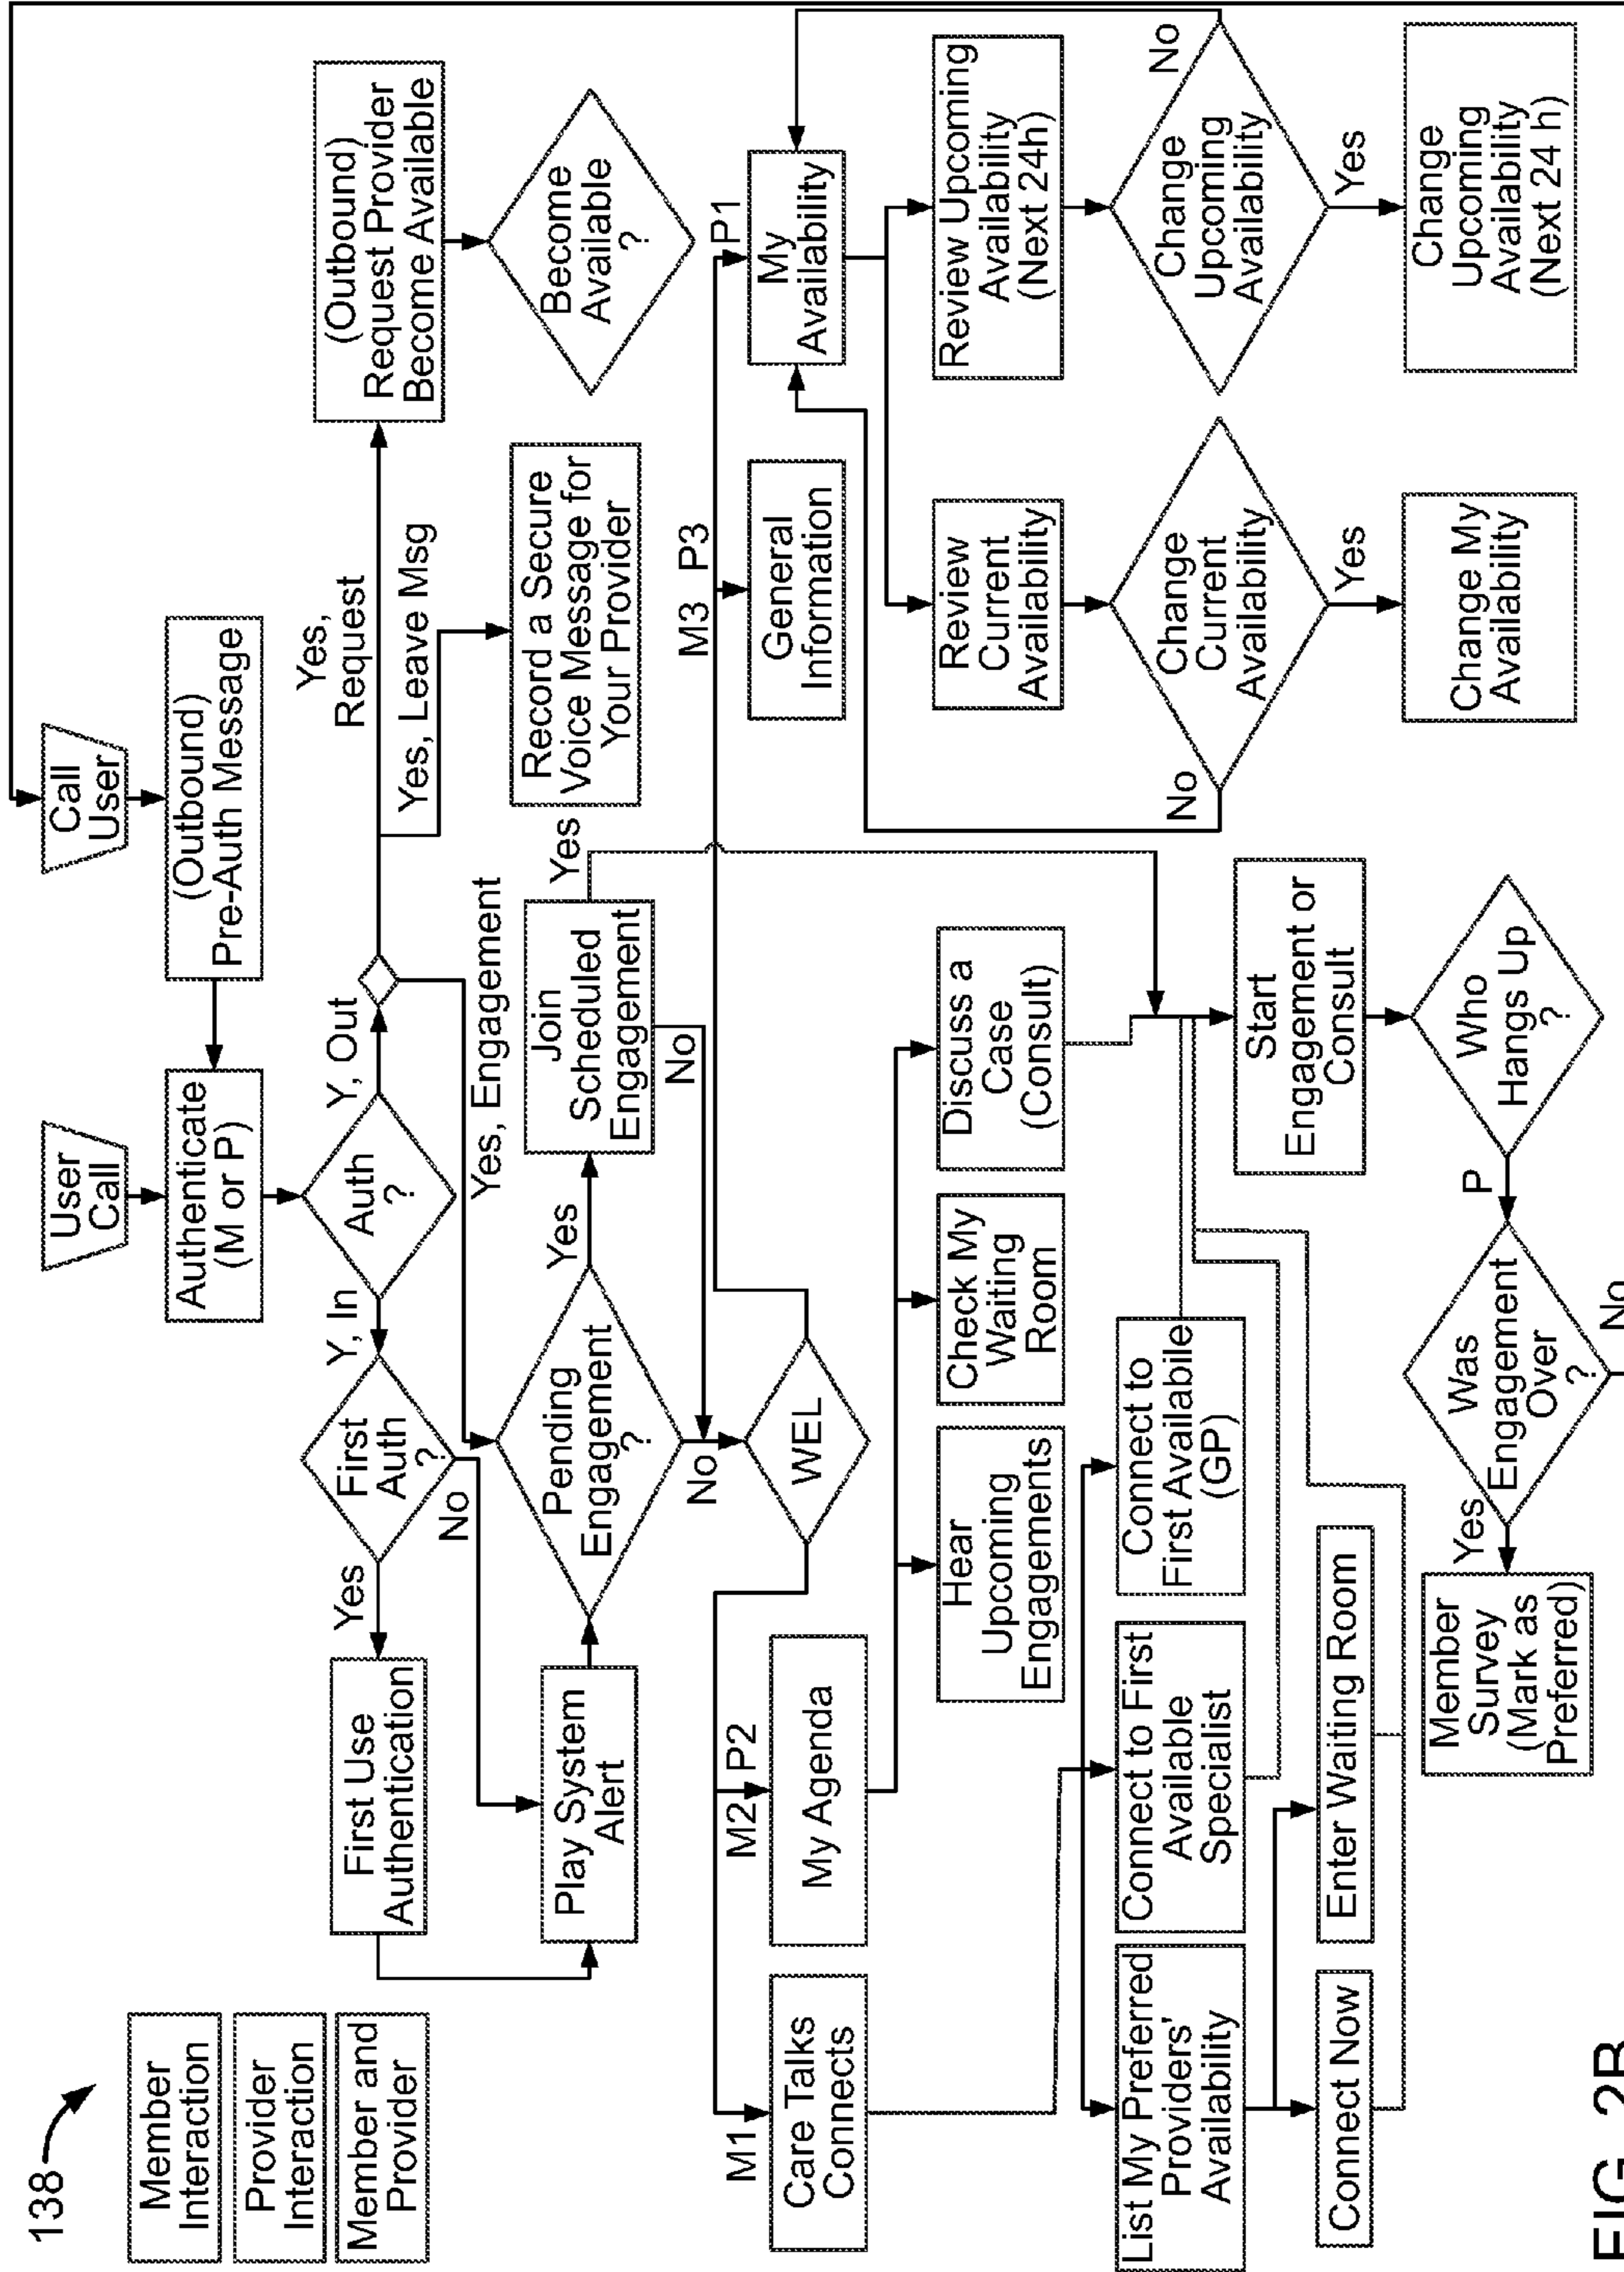 138
Member
Interaction
Provider
Interaction
Member and
Provider
User
Call
Call
User
Authenticate
(M or P)
(Outbound)
Pre-Auth Message
First Use
Authentication
Yes
First
Auth
?
Y, In
Auth
?
Y, Out
Yes,
Request
(Outbound)
Request Provider
Become Available
No
Yes, Leave Msg
Yes, Engagement
Play System
Alert
Pending
Engagement
?
Yes
Join
Scheduled
Engagement
Yes
Record a Secure
Voice Message for
Your Provider
Become
Available
?
No
No
M1
M2
P2
WEL
M3
P3
P1
Care Talks
Connects
My Agenda
General
Information
My
Availability
Hear
Upcoming
Engagements
Check My
Waiting
Room
Discuss a
Case
(Consult)
Review
Current
Availability
Review Upcoming
Availability
(Next 24h)
List My Preferred
Providers'
Availability
Connect to First
Available
Specialist
Connect to
First Availabile
(GP)
No
Change
Current
Availability
Change
Upcoming
Availability
No
Connect Now
Enter Waiting Room
Start
Engagement or
Consult
Yes
Yes
Member
Survey
(Mark as
Preferred)
Yes
Was
Engagement
Over
?
P
Who
Hangs Up
?
Change My
Availability
Change
Upcoming
Availability
(Next 24 h)
No
FIG. 2B